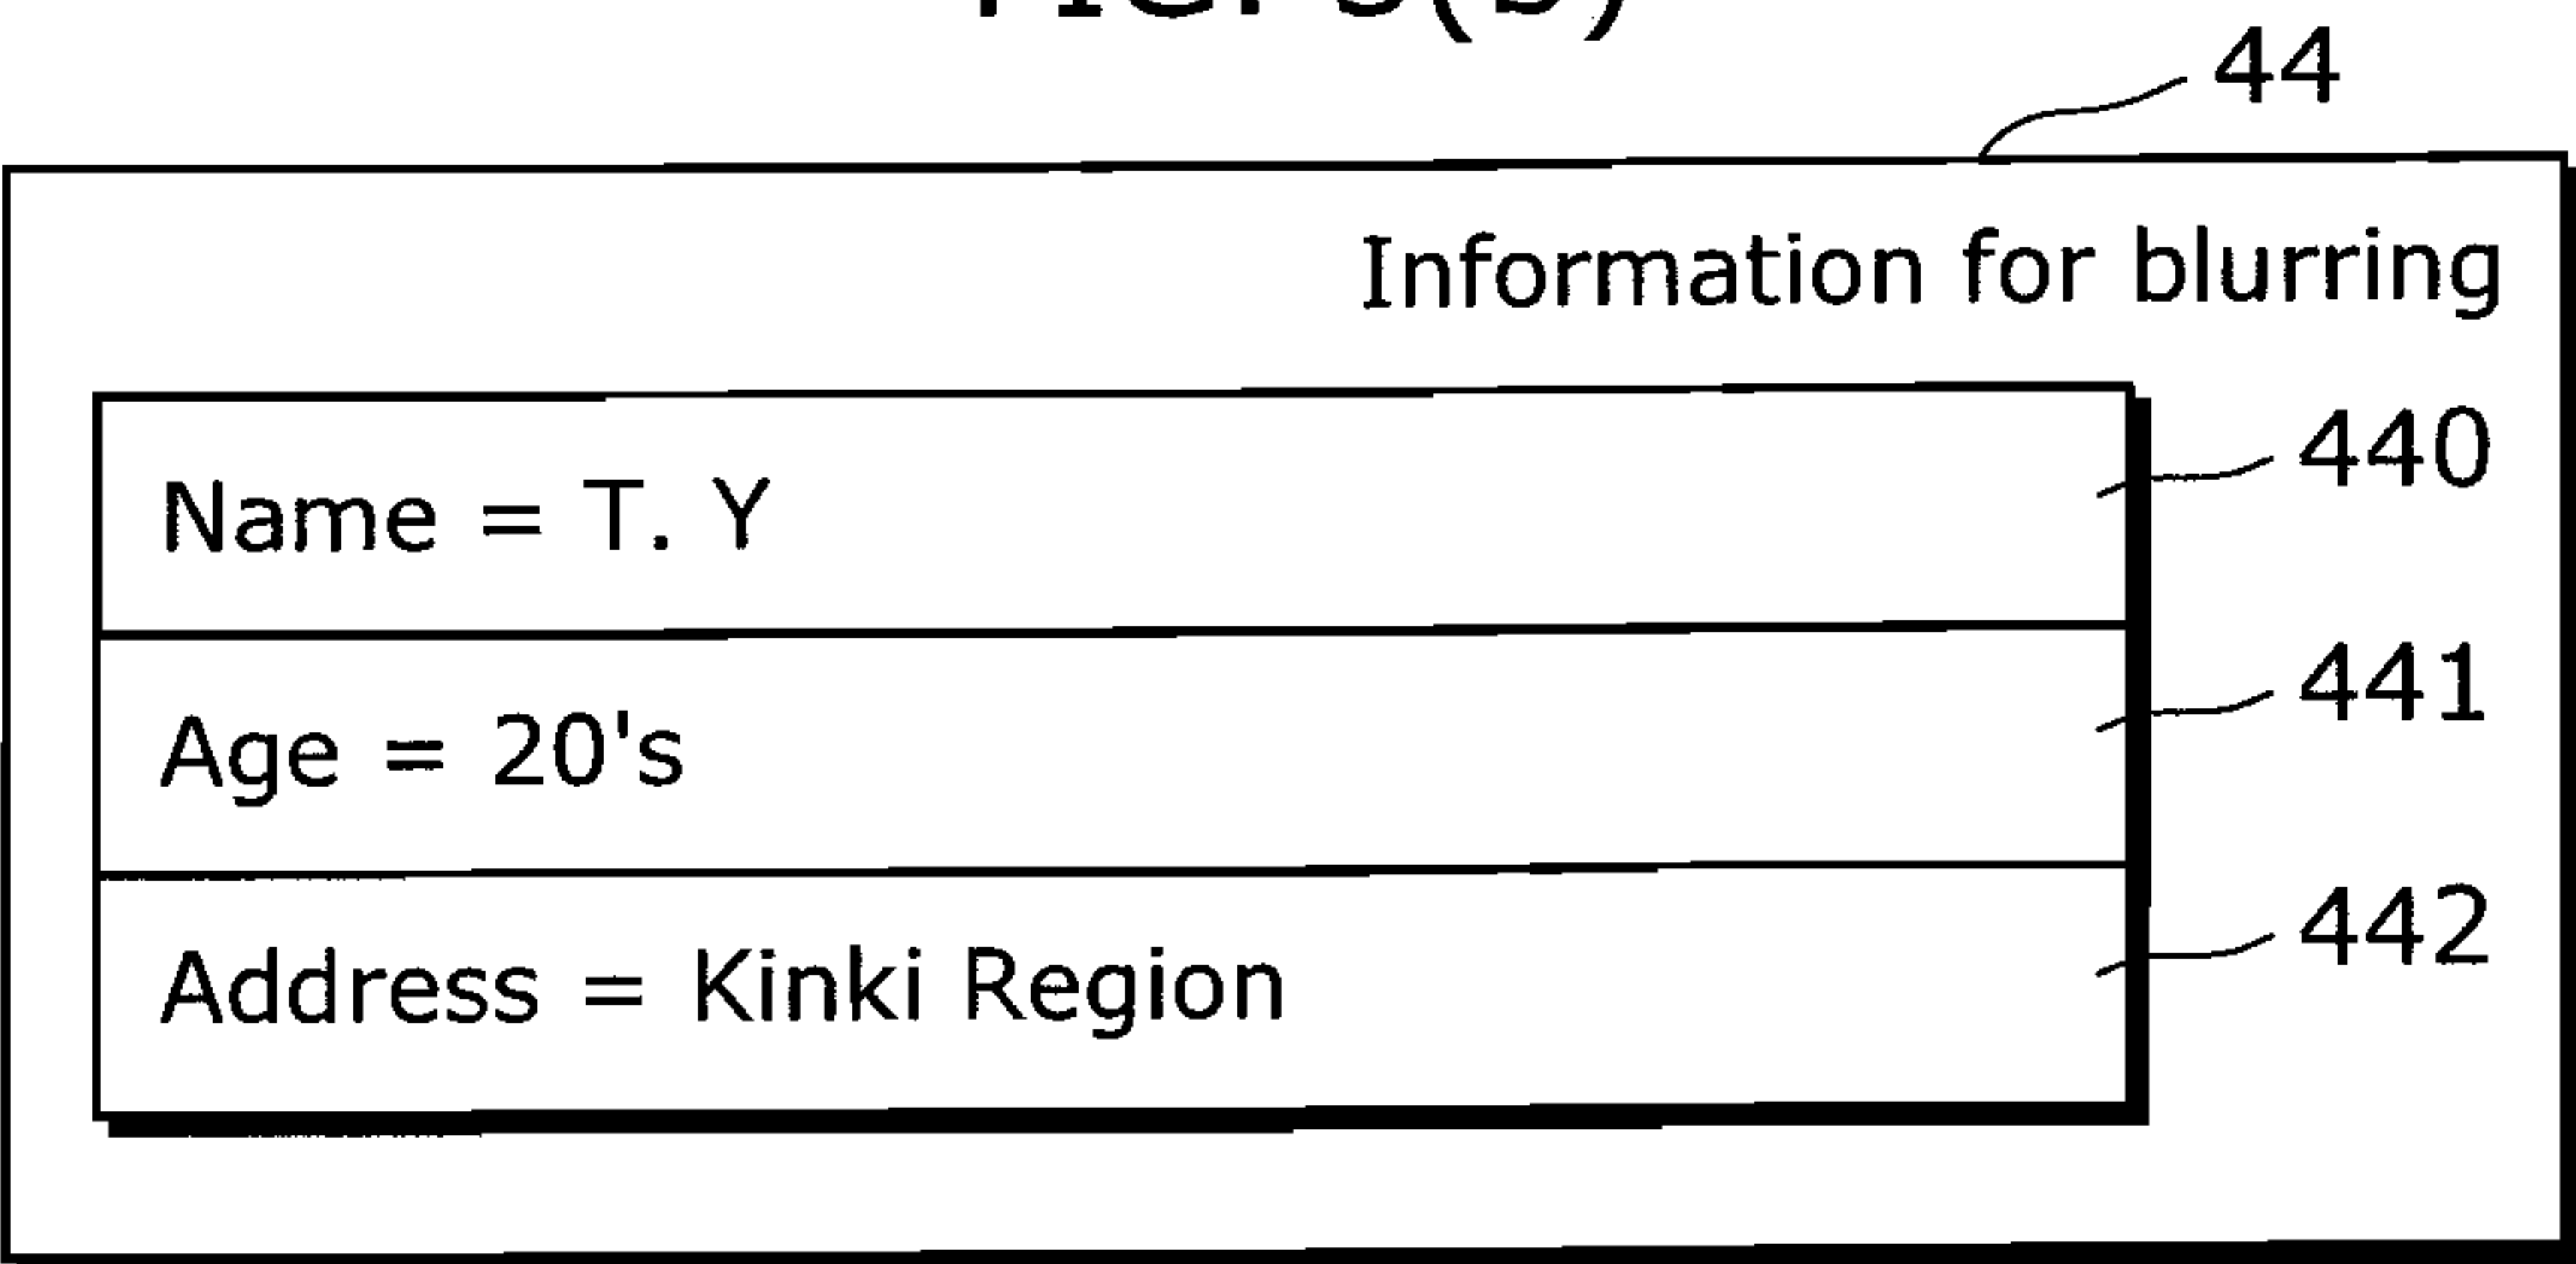 44
Information for blurring
Name = T. Y
440
Age = 20's
441
Address = Kinki Region
442